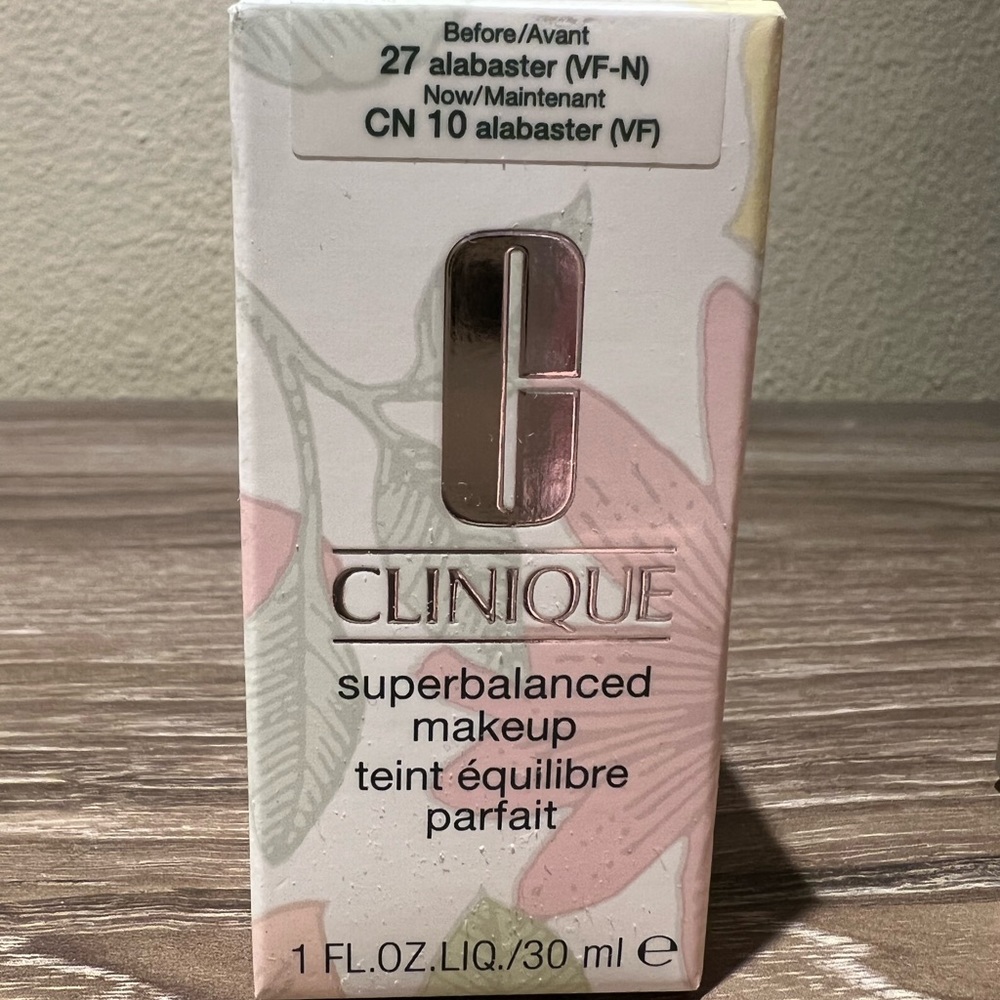 Before/Avant
27 alabaster (VF-N)
Now/Maintenant
CN 10 alabaster (VF)
CLINIQUE
superbalanced
makeup
teint équilibre
parfait
1 FL.OZ.LIQ./30 ml ℮